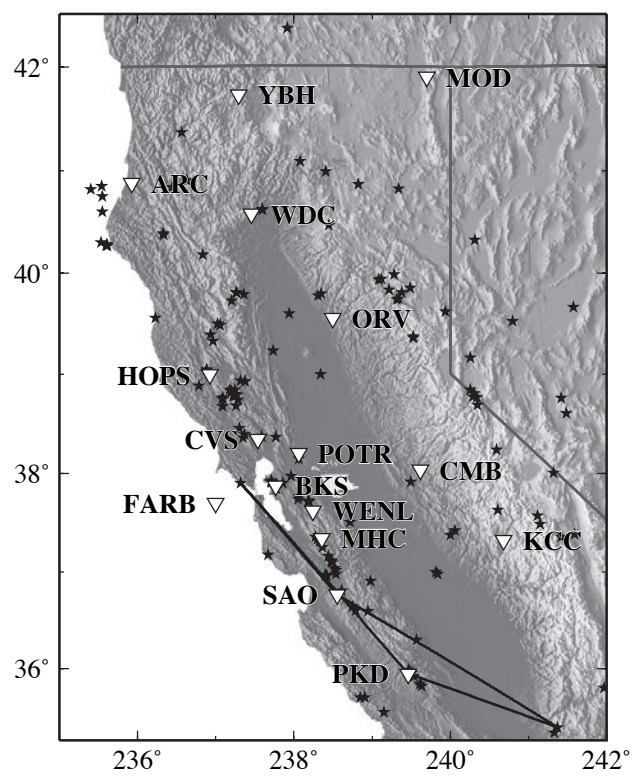 42°
MOD
YBH
ARC
WDC
40°
ORV
HOPS
CVS
POTR
38°
CMB
BKS
FARB
WENL
MHC
KCC
SAO
36°
PKD
236°
238°
240°
242°